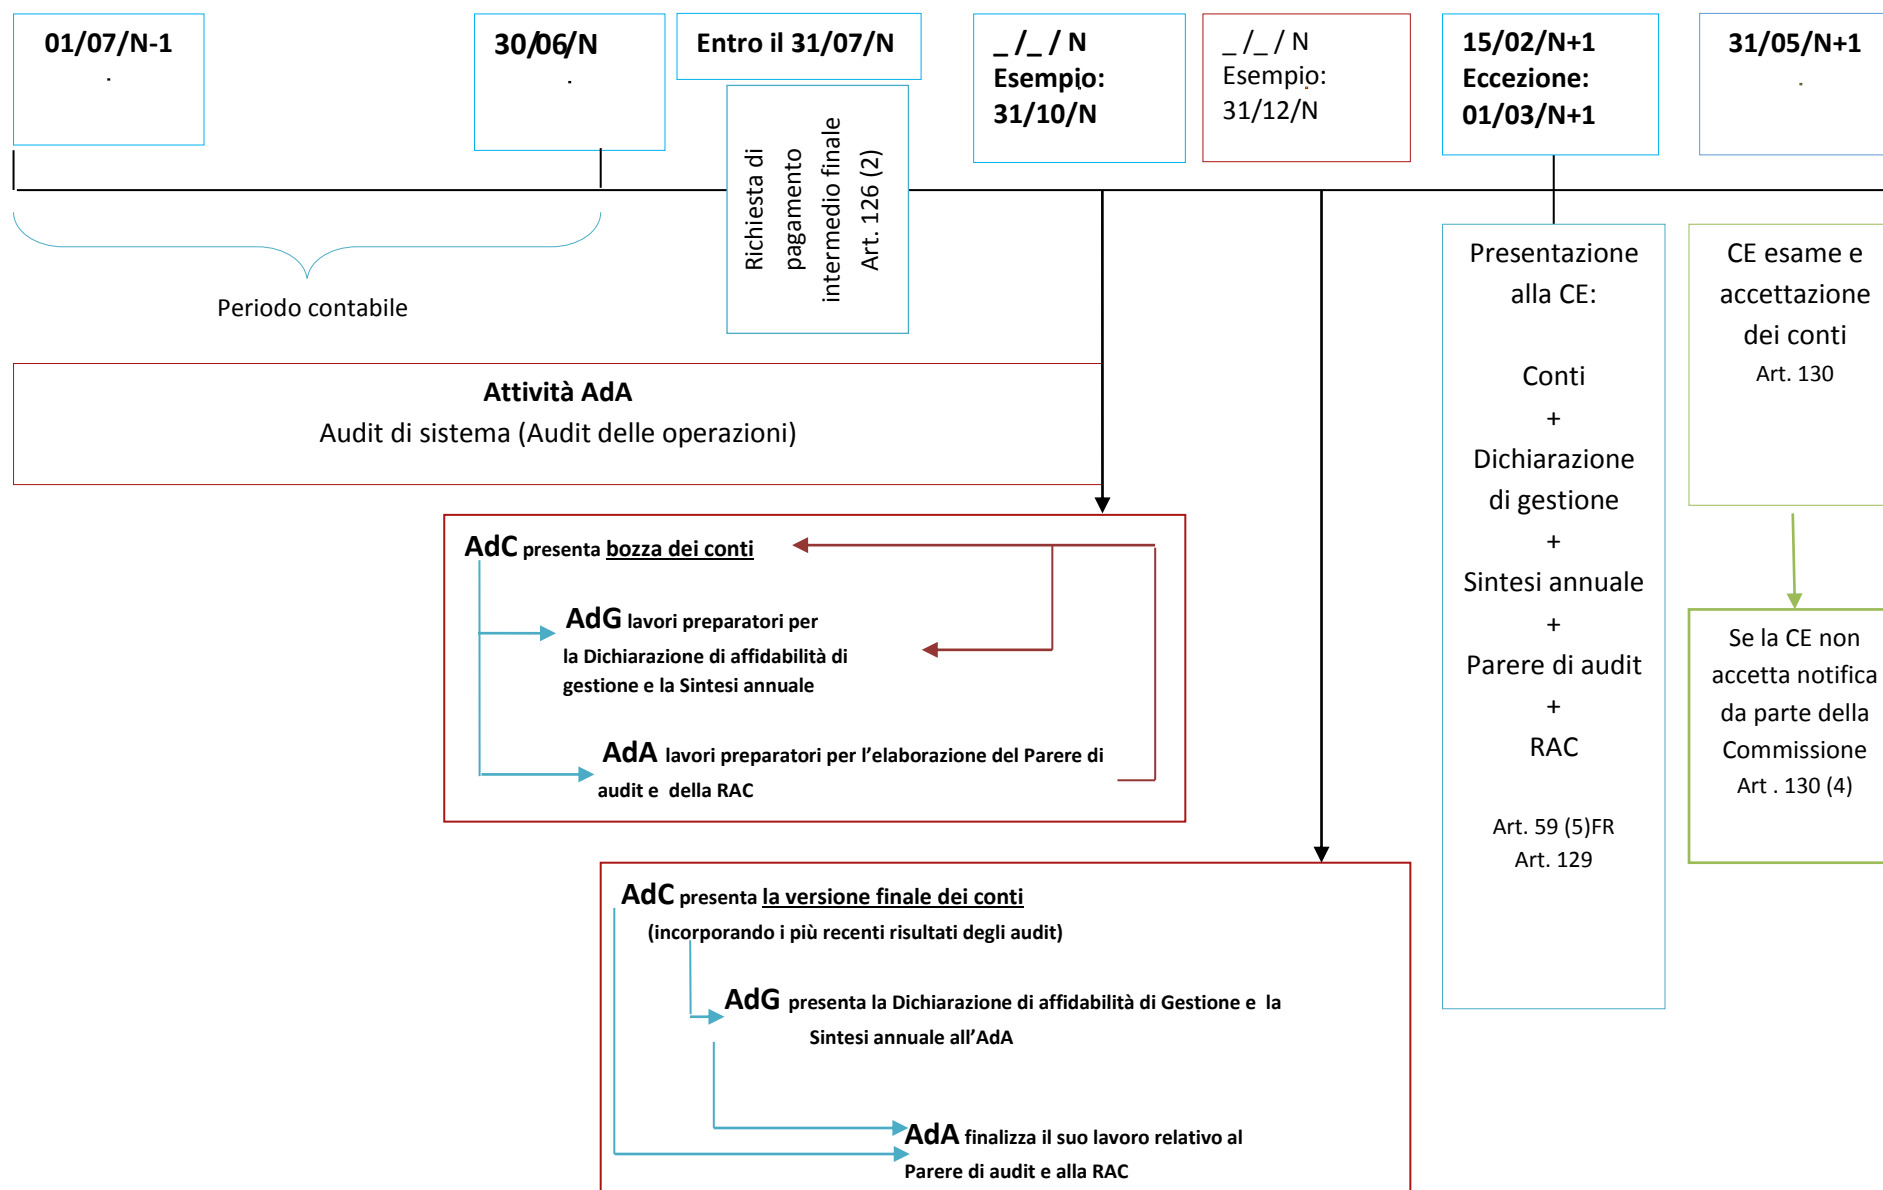 01/07/N-1
.
30/06/N
.
Entro il 31/07/N
_ /_ / N
Esempio:
31/10/N
_ /_ / N
Esempio:
31/12/N
15/02/N+1
Eccezione:
01/03/N+1
31/05/N+1
.
Richiesta di
pagamento
intermedio finale
Art. 126 (2)
Periodo contabile
Attività AdA
Audit di sistema (Audit delle operazioni)
AdC presenta bozza dei conti
AdG lavori preparatori per
la Dichiarazione di affidabilità di
gestione e la Sintesi annuale
AdA lavori preparatori per l’elaborazione del Parere di
audit e della RAC
AdC presenta la versione finale dei conti
(incorporando i più recenti risultati degli audit)
AdG presenta la Dichiarazione di affidabilità di Gestione e la
Sintesi annuale all’AdA
AdA finalizza il suo lavoro relativo al
Parere di audit e alla RAC
Presentazione
alla CE:
Conti
+
Dichiarazione
di gestione
+
Sintesi annuale
+
Parere di audit
+
RAC
Art. 59 (5)FR
Art. 129
CE esame e
accettazione
dei conti
Art. 130
Se la CE non
accetta notifica
da parte della
Commissione
Art . 130 (4)